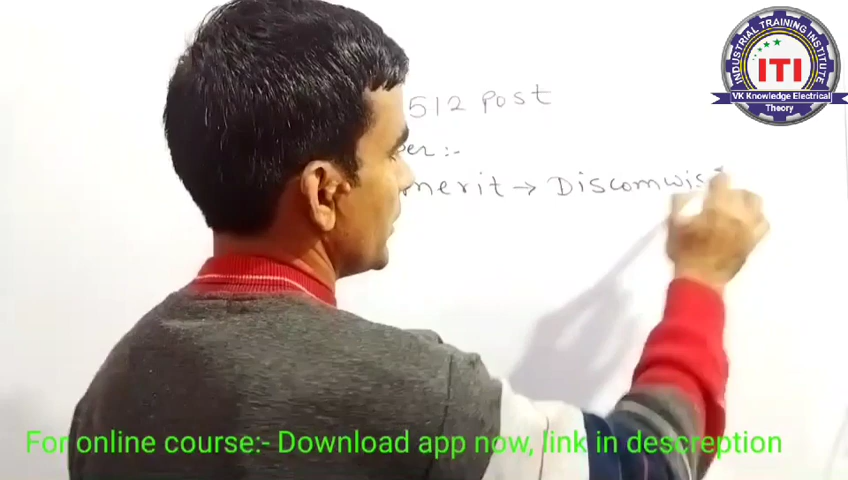 512 Post
merit → Discomwis
INDUSTRIAL TRAINING INSTITUTE
ITI
VK Knowledge Electrical
Theory
For online course:- Download app now, link in descreption